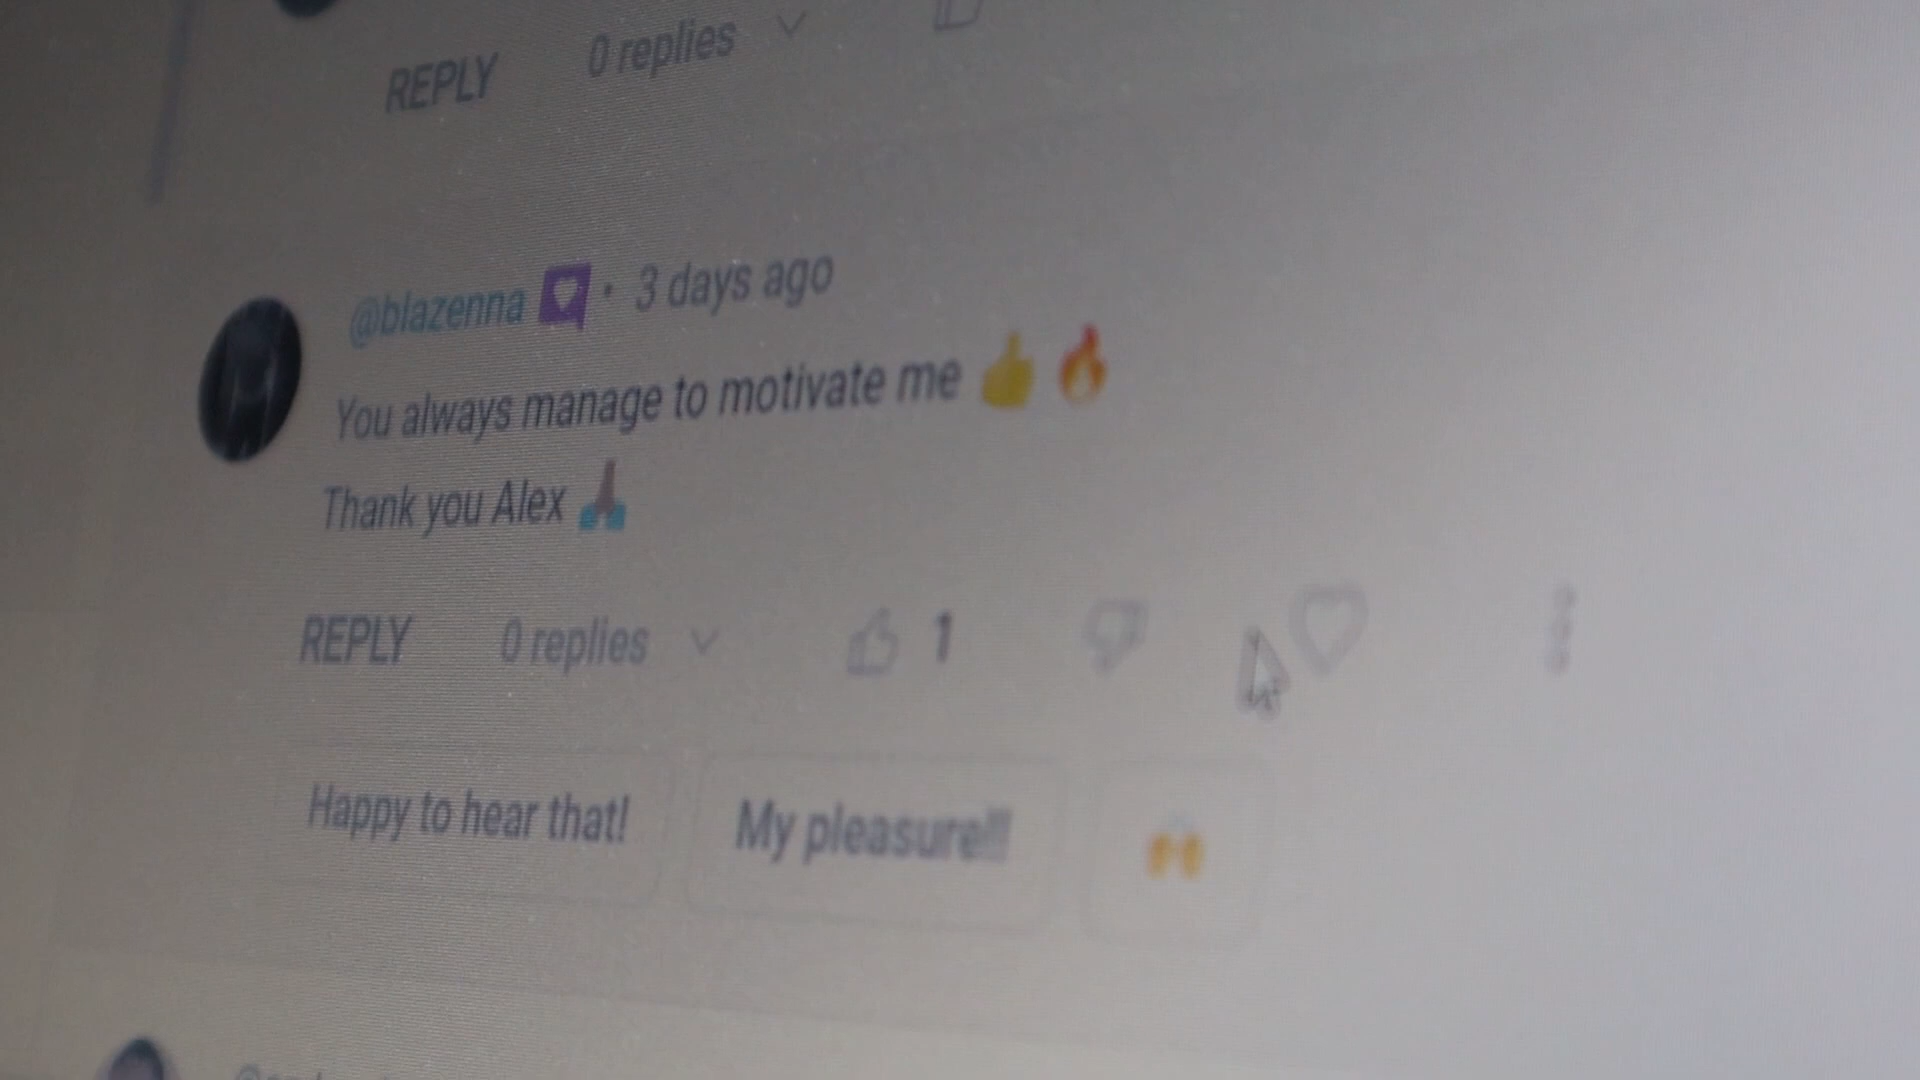 REPLY 0 replies
@blazenna · 3 days ago
You always manage to motivate me 👍 🔥
Thank you Alex 🙏🏿
REPLY 0 replies 1
Happy to hear that! My pleasure!!! 🙌